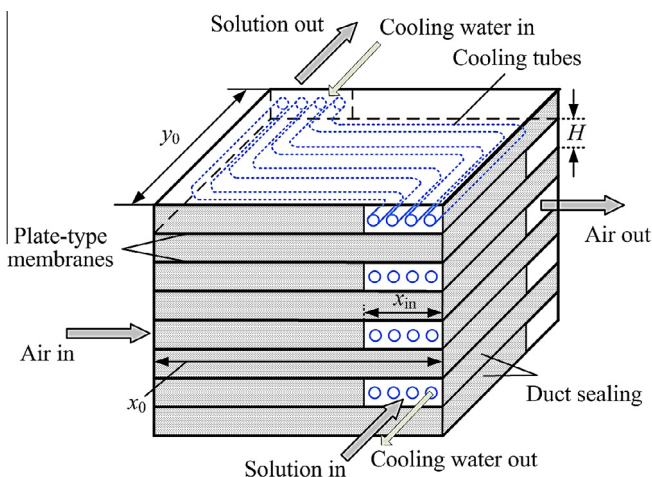 Solution out
Cooling water in
Cooling tubes
y0
H
Plate-type
membranes
Air out
xin
Air in
x0
Duct sealing
Solution in
Cooling water out